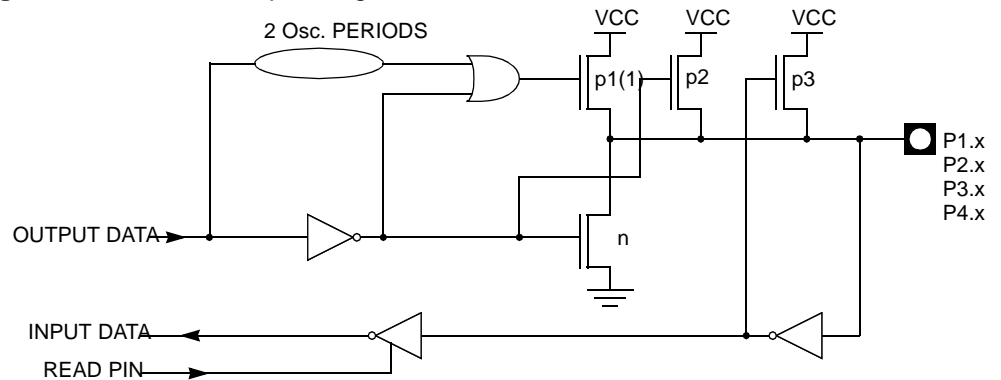 2 Osc. PERIODS
VCC
VCC
VCC
p1(1)
p2
p3
P1.x
P2.x
P3.x
P4.x
OUTPUT DATA
n
INPUT DATA
READ PIN